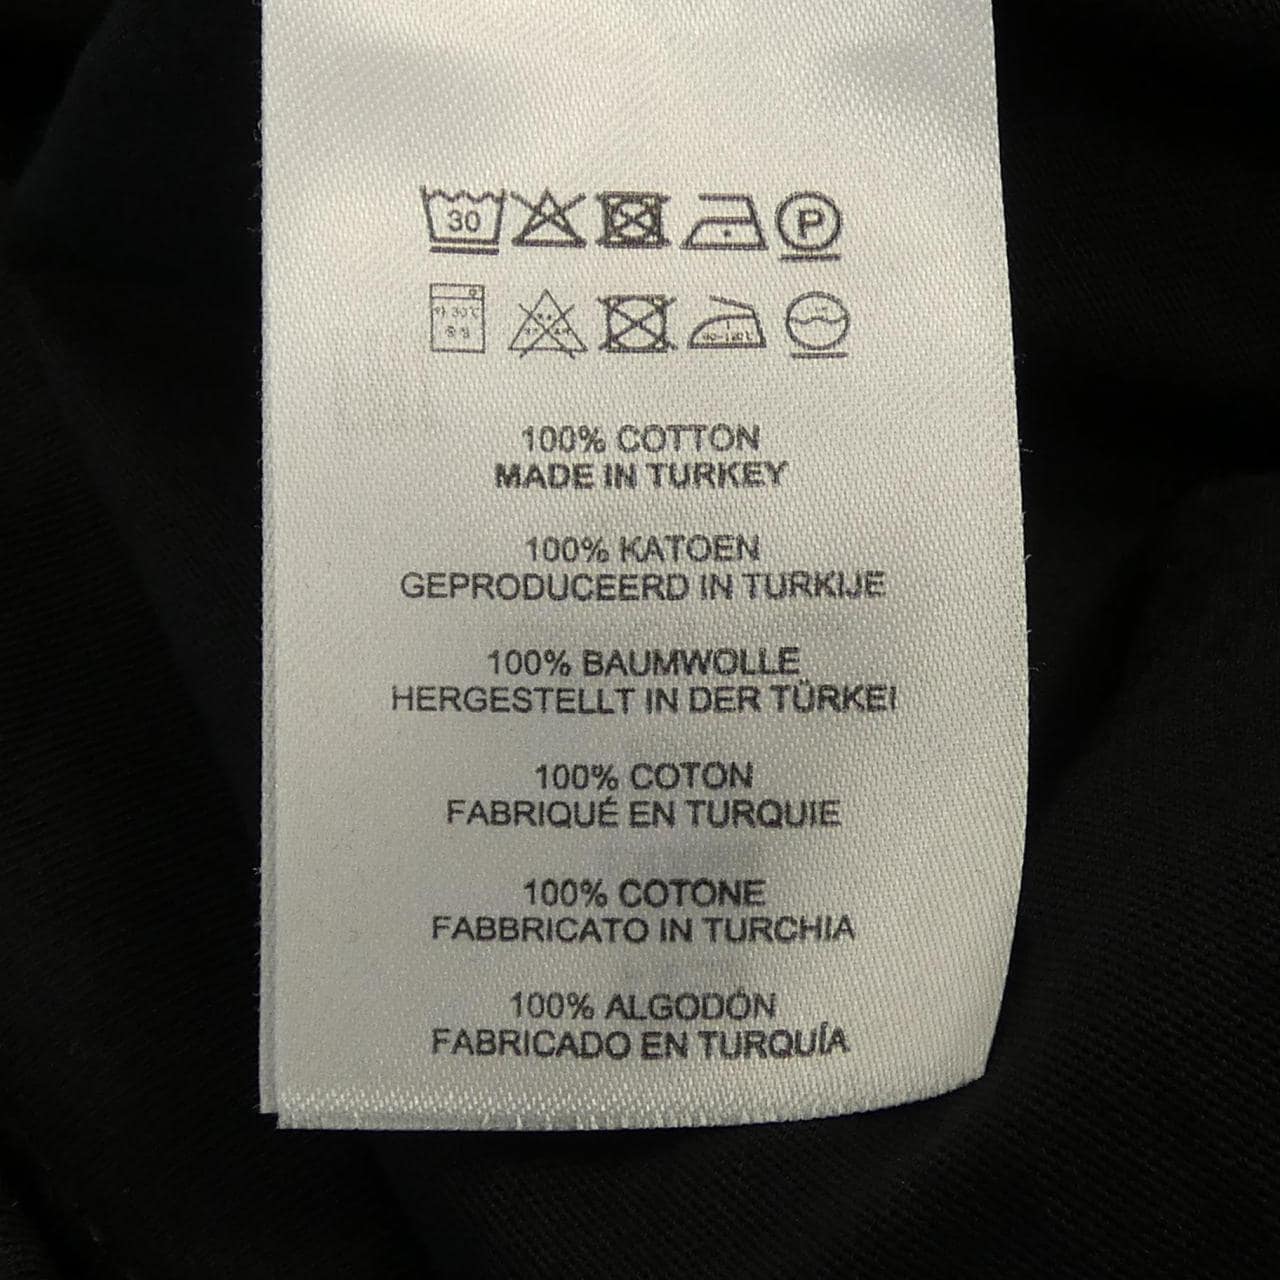 30 P
100% COTTON
MADE IN TURKEY
100% KATOEN
GEPRODUCEERD IN TURKIJE
100% BAUMWOLLE
HERGESTELLT IN DER TÜRKEI
100% COTON
FABRIQUÉ EN TURQUIE
100% COTONE
FABBRICATO IN TURCHIA
100% ALGODÓN
FABRICADO EN TURQUÍA